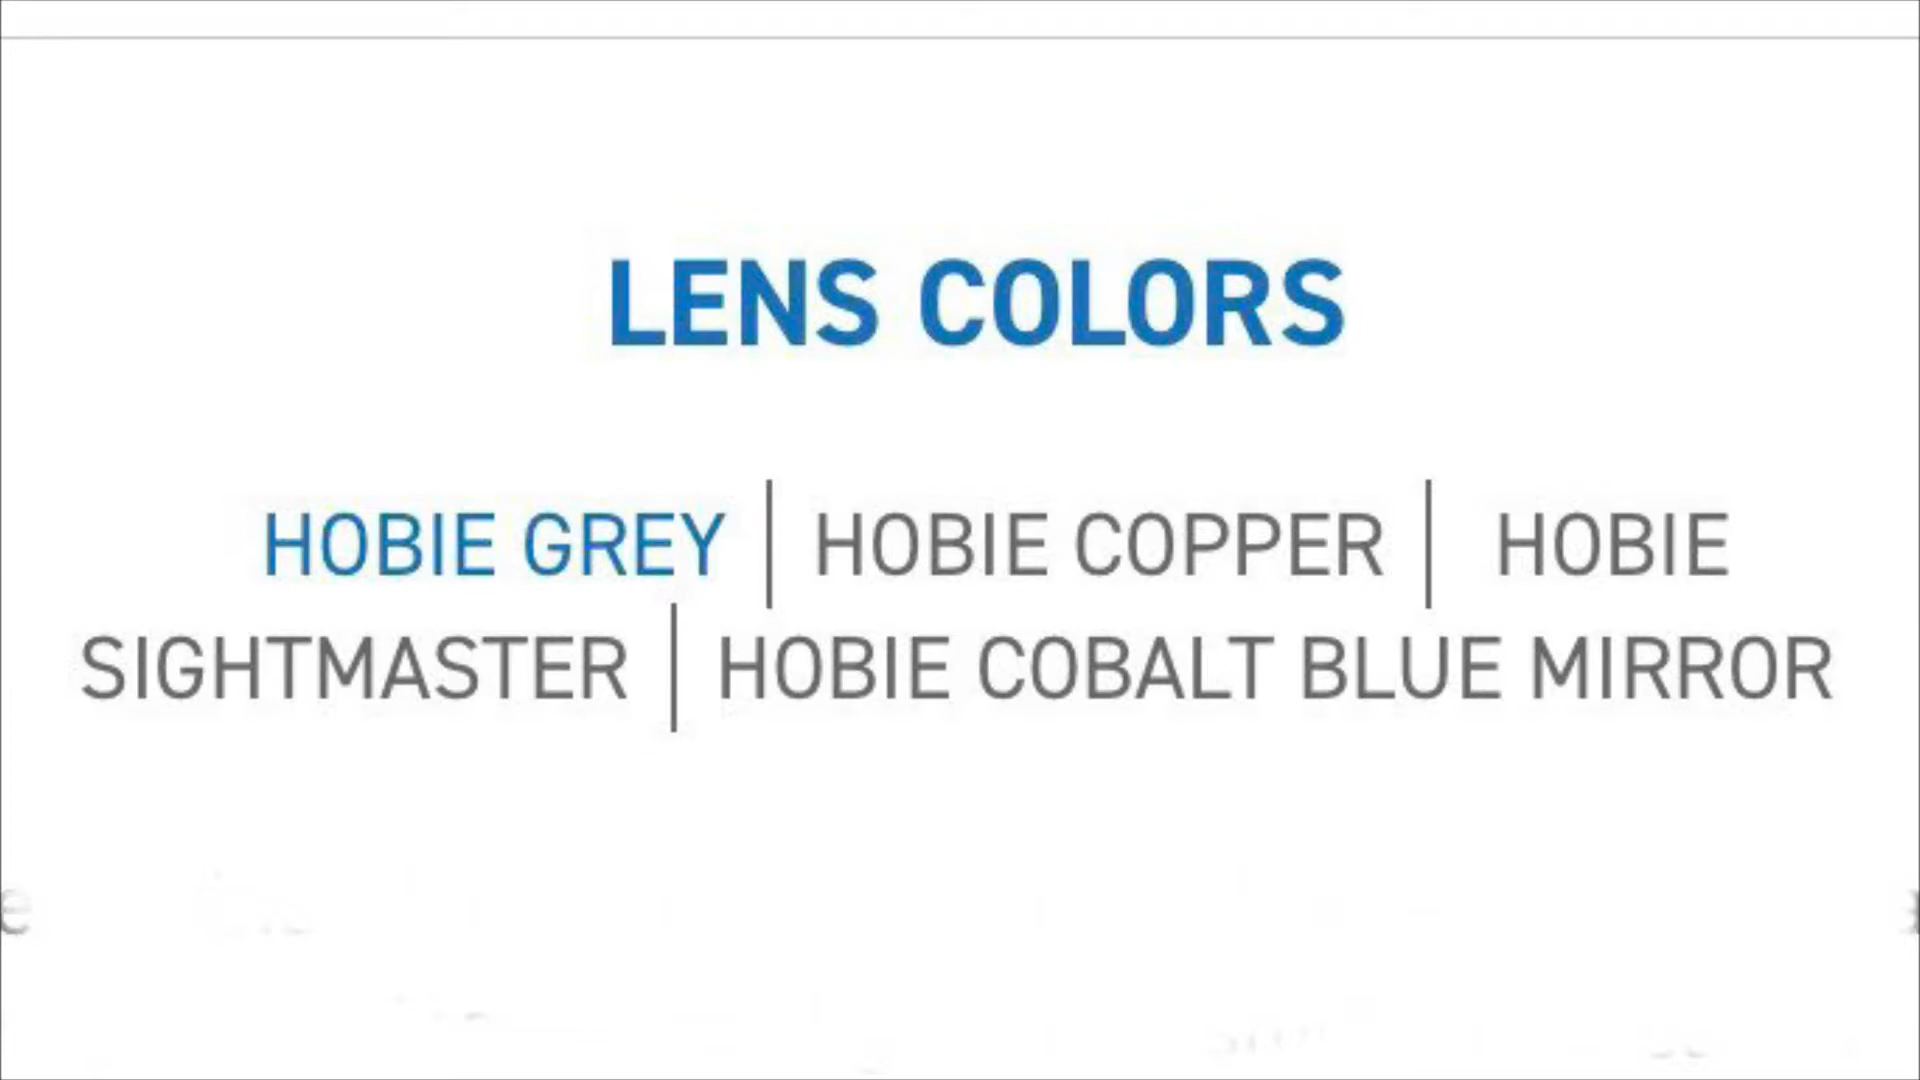 LENS COLORS
HOBIE GREY | HOBIE COPPER | HOBIE
SIGHTMASTER | HOBIE COBALT BLUE MIRROR